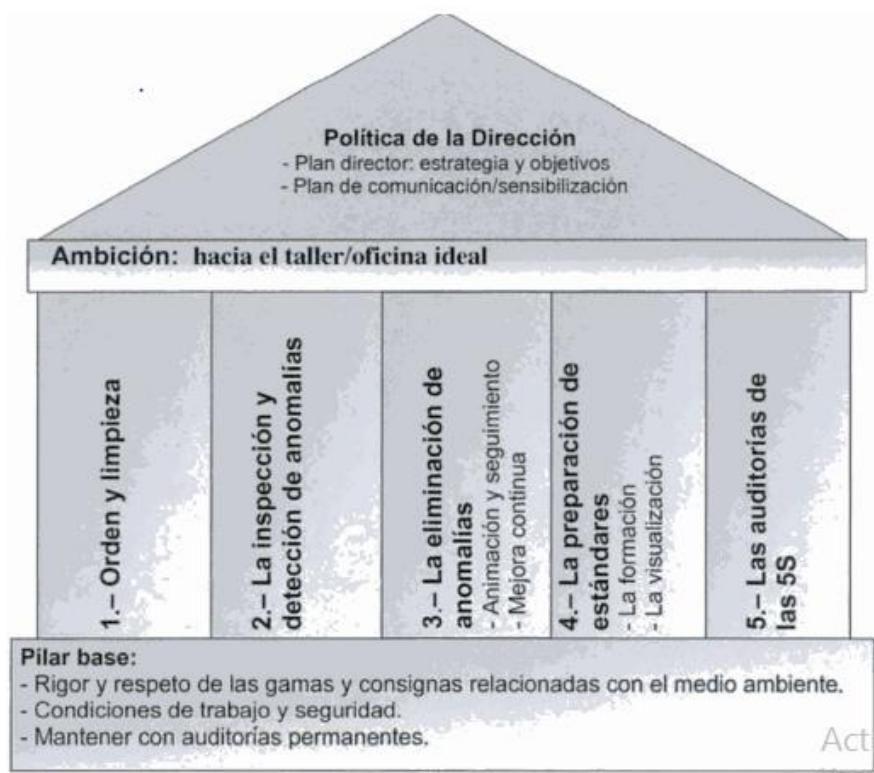 Política de la Dirección
- Plan director: estrategia y objetivos
- Plan de comunicación/sensibilización
Ambición: hacia el taller/oficina ideal
1.– Orden y limpieza
2.– La inspección y
detección de anomalías
3.– La eliminación de
anomalías
- Animación y seguimiento
- Mejora continua
4.– La preparación de
estándares
- La formación
- La visualización
5.– Las auditorías de
las 5S
Pilar base:
- Rigor y respeto de las gamas y consignas relacionadas con el medio ambiente.
- Condiciones de trabajo y seguridad.
- Mantener con auditorías permanentes.
Act